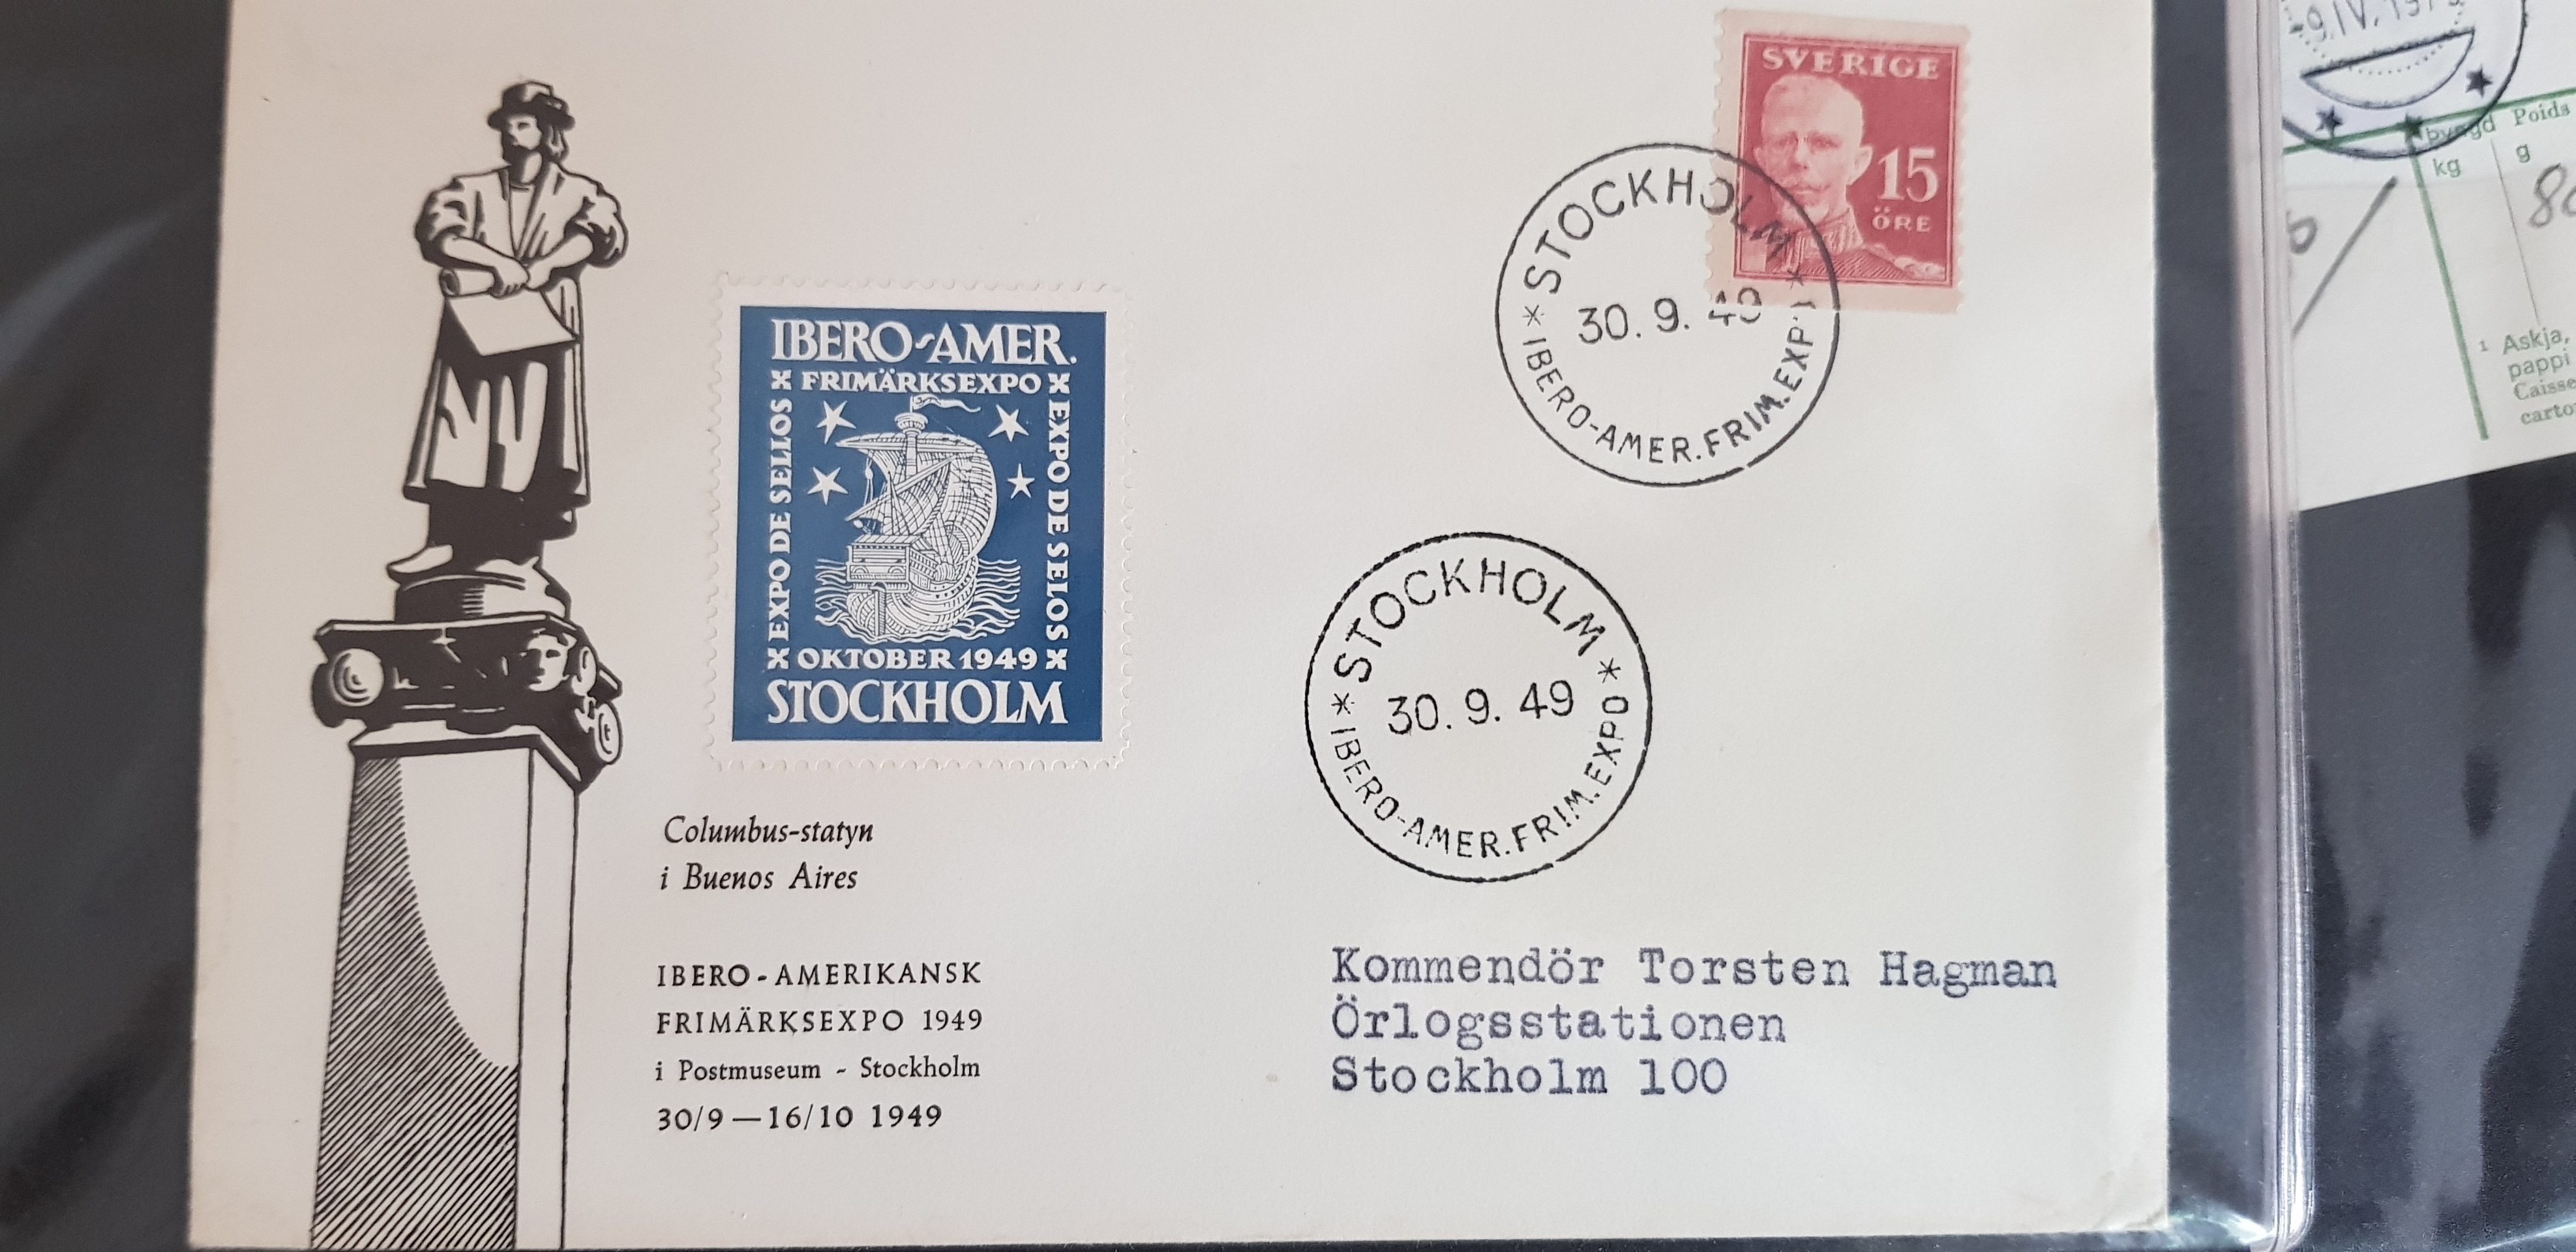 SVERIGE
15
ÖRE
STOCKHOLM
30. 9. 49
IBERO-AMER. FRIM. EXPO
IBERO-AMER.
FRIMÄRKSEXPO
EXPO DE SELLOS
EXPO DE SELOS
OKTOBER 1949
STOCKHOLM
STOCKHOLM
30. 9. 49
IBERO-AMER. FRIM. EXPO
Columbus-statyn
i Buenos Aires
IBERO-AMERIKANSK
FRIMÄRKSEXPO 1949
i Postmuseum - Stockholm
30/9—16/10 1949
Kommendör Torsten Hagman
Örlogsstationen
Stockholm 100
Poids
kg
g
1 Askja,
pappi
Caisse